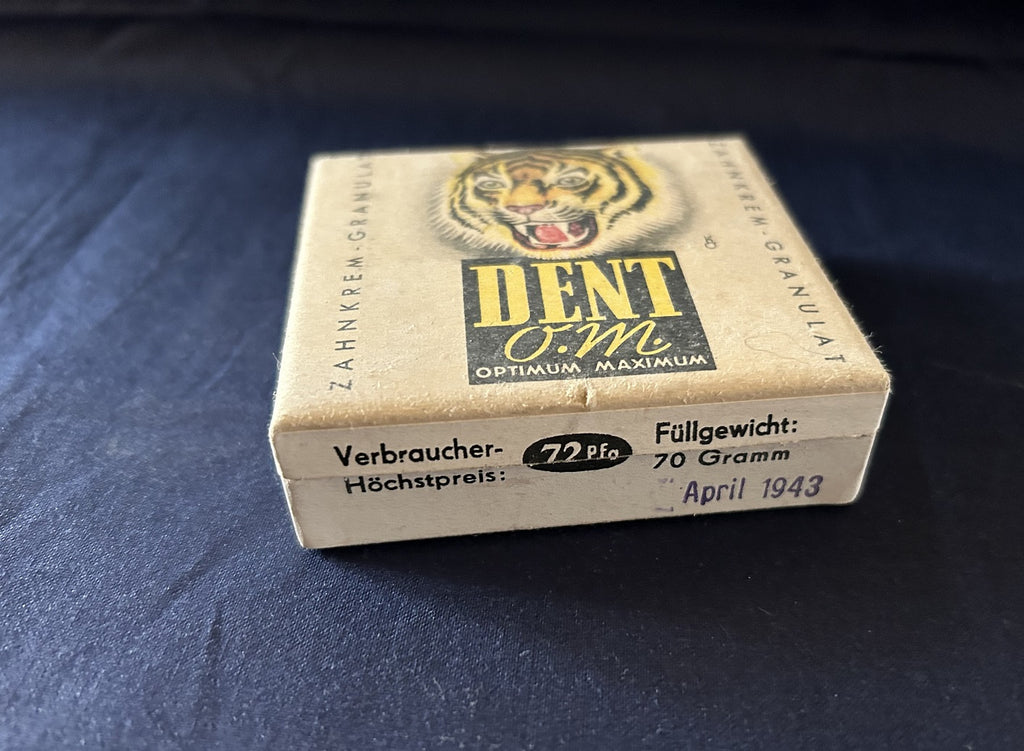 ZAHNKREM-GRANULAT
DENT
O.M.
OPTIMUM MAXIMUM
ZAHNKREM-GRANULAT
Verbraucher-
Höchstpreis:
72 Pfg
Füllgewicht:
70 Gramm
April 1943